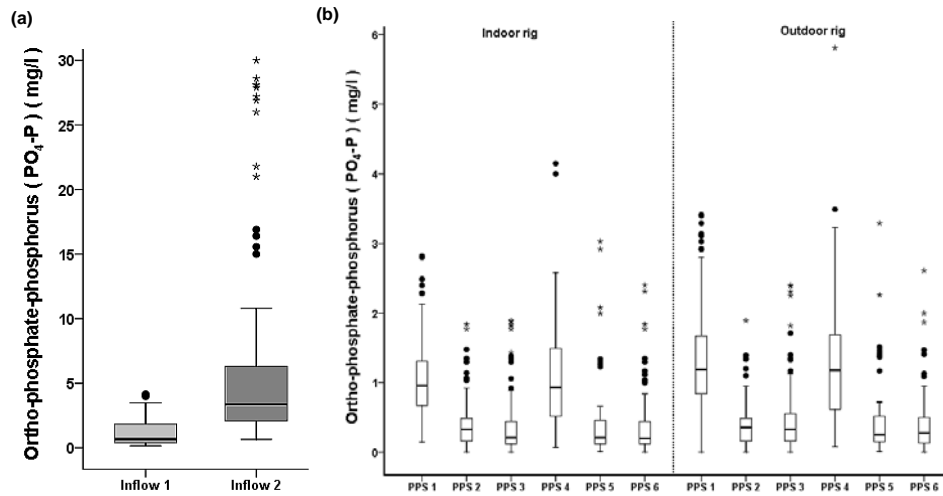 (a)
Ortho-phosphate-phosphorus ( PO4-P ) ( mg/l )
30
25
20
15
10
5
0
Inflow 1 Inflow 2
(b)
Ortho-phosphate-phosphorus ( PO4-P ) ( mg/l )
Indoor rig Outdoor rig
6
5
4
3
2
1
0
PPS 1 PPS 2 PPS 3 PPS 4 PPS 5 PPS 6 PPS 1 PPS 2 PPS 3 PPS 4 PPS 5 PPS 6